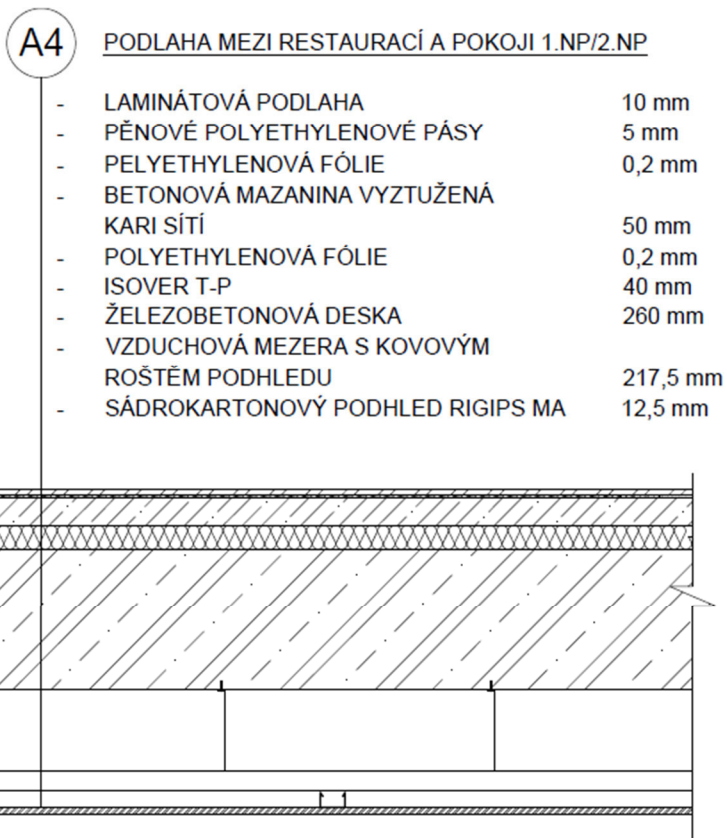 A4 PODLAHA MEZI RESTAURACÍ A POKOJI 1.NP/2.NP
- LAMINÁTOVÁ PODLAHA 10 mm
- PĚNOVÉ POLYETHYLENOVÉ PÁSY 5 mm
- PELYETHYLENOVÁ FÓLIE 0,2 mm
- BETONOVÁ MAZANINA VYZTUŽENÁ
KARI SÍTÍ 50 mm
- POLYETHYLENOVÁ FÓLIE 0,2 mm
- ISOVER T-P 40 mm
- ŽELEZOBETONOVÁ DESKA 260 mm
- VZDUCHOVÁ MEZERA S KOVOVÝM
ROŠTĚM PODHLEDU 217,5 mm
- SÁDROKARTONOVÝ PODHLED RIGIPS MA 12,5 mm